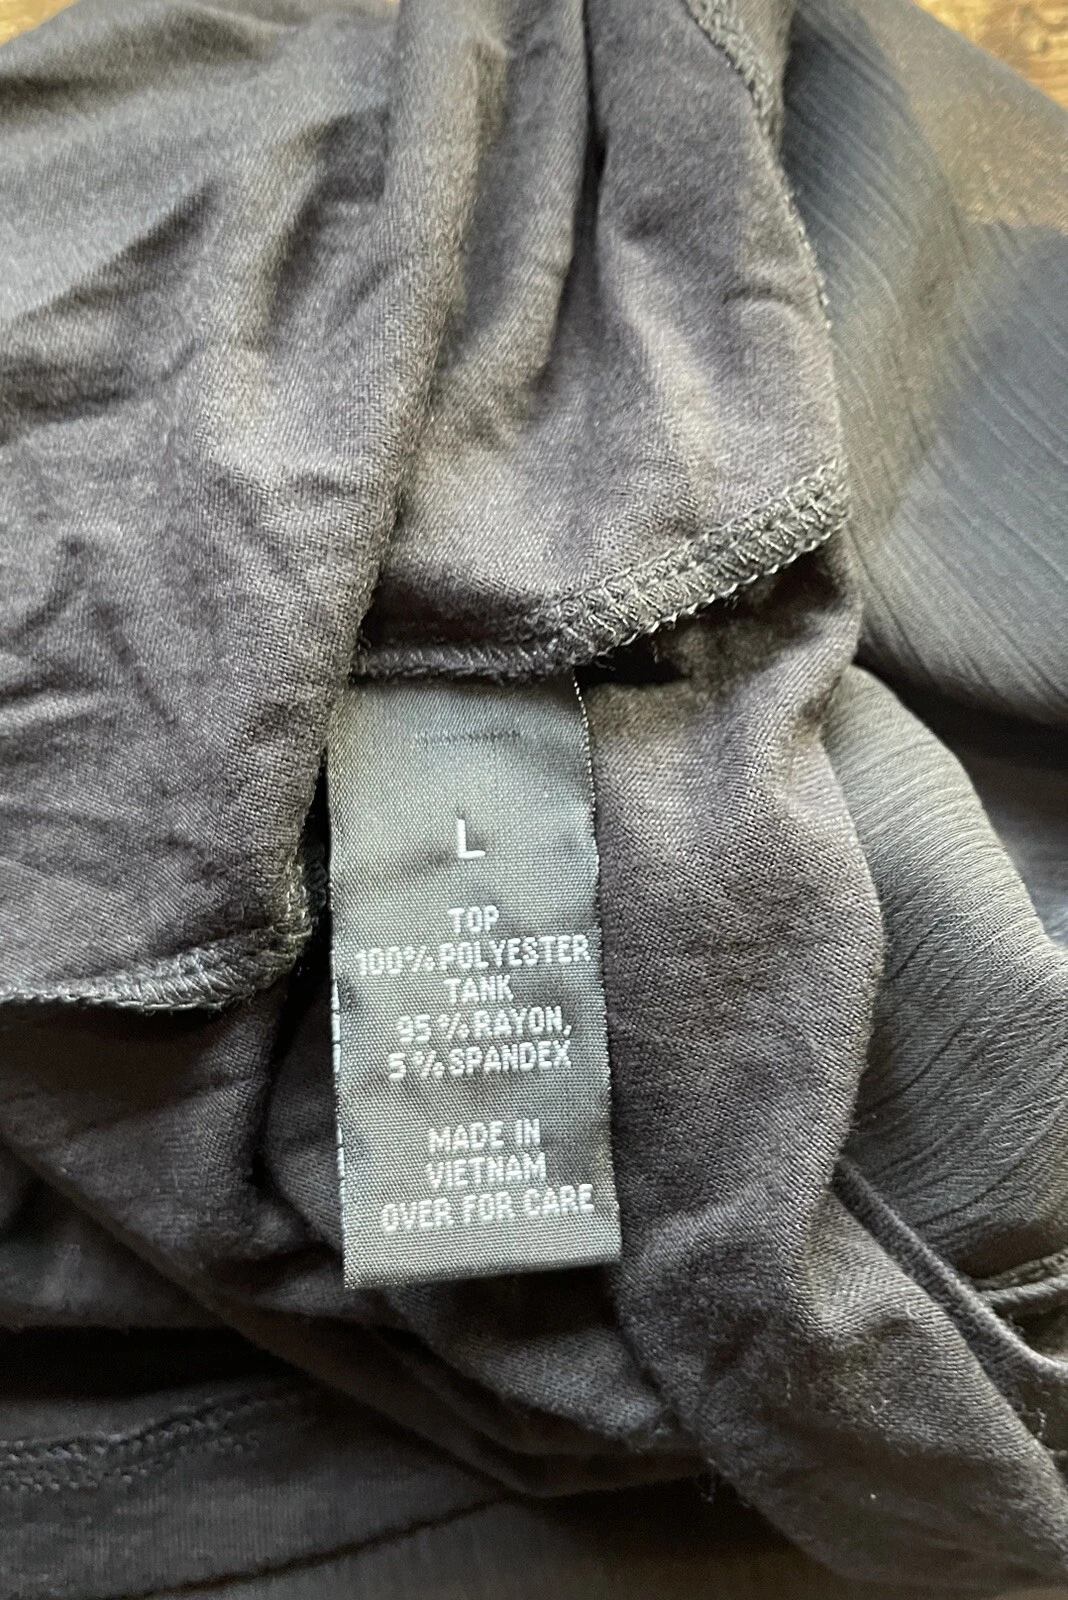 L
TOP
100%POLYESTER
TANK
95%RAYON,
5%SPANDEX
MADE IN
VIETNAM
OVER FOR CARE